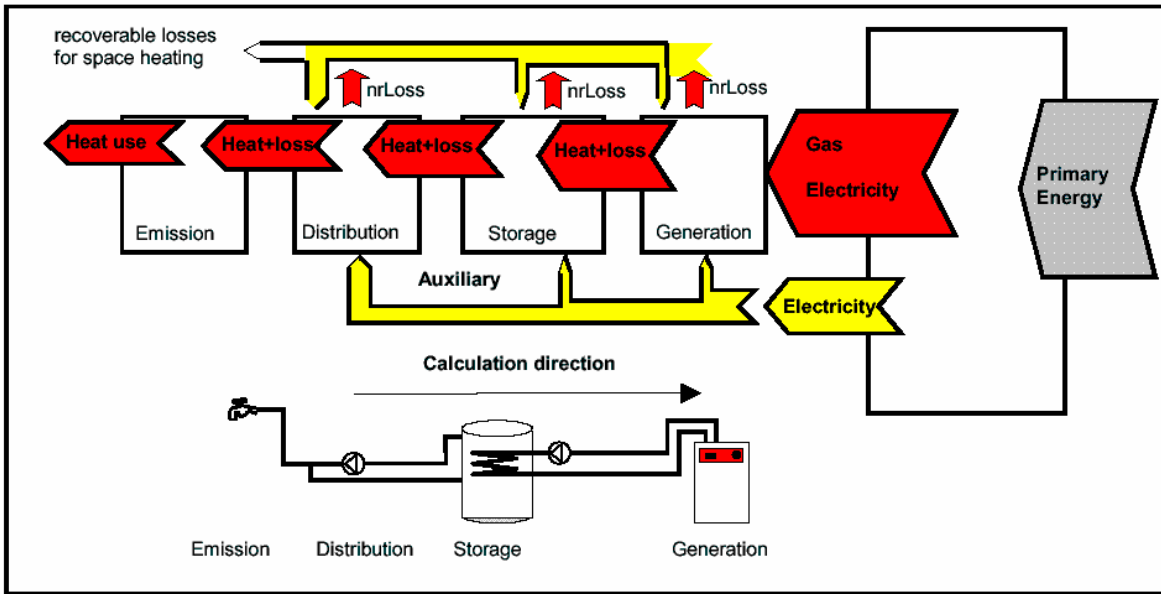 recoverable losses
for space heating
nrLoss
nrLoss
nrLoss
Heat use
Heat+loss
Heat+loss
Heat+loss
Gas
Electricity
Primary
Energy
Emission
Distribution
Storage
Generation
Auxiliary
Electricity
Calculation direction
Emission
Distribution
Storage
Generation